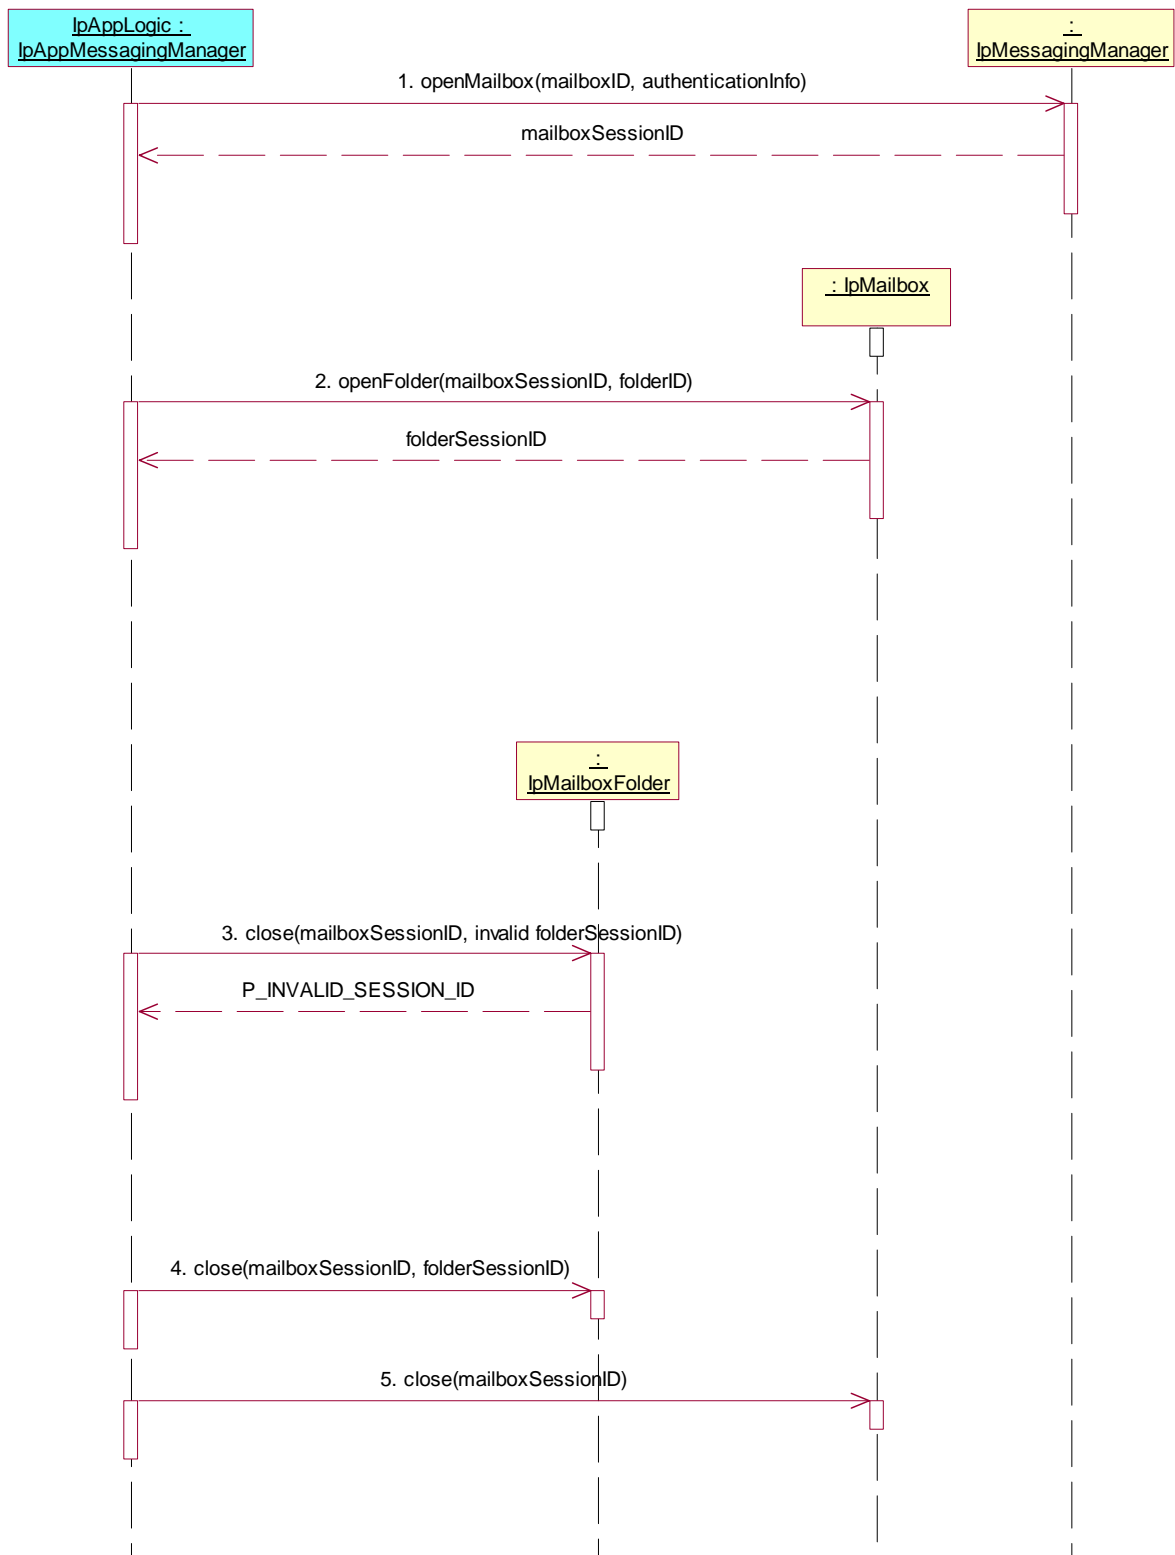 IpAppLogic :
IpAppMessagingManager
:
IpMessagingManager
1. openMailbox(mailboxID, authenticationInfo)
mailboxSessionID
: IpMailbox
2. openFolder(mailboxSessionID, folderID)
folderSessionID
:
IpMailboxFolder
3. close(mailboxSessionID, invalid folderSessionID)
P_INVALID_SESSION_ID
4. close(mailboxSessionID, folderSessionID)
5. close(mailboxSessionID)